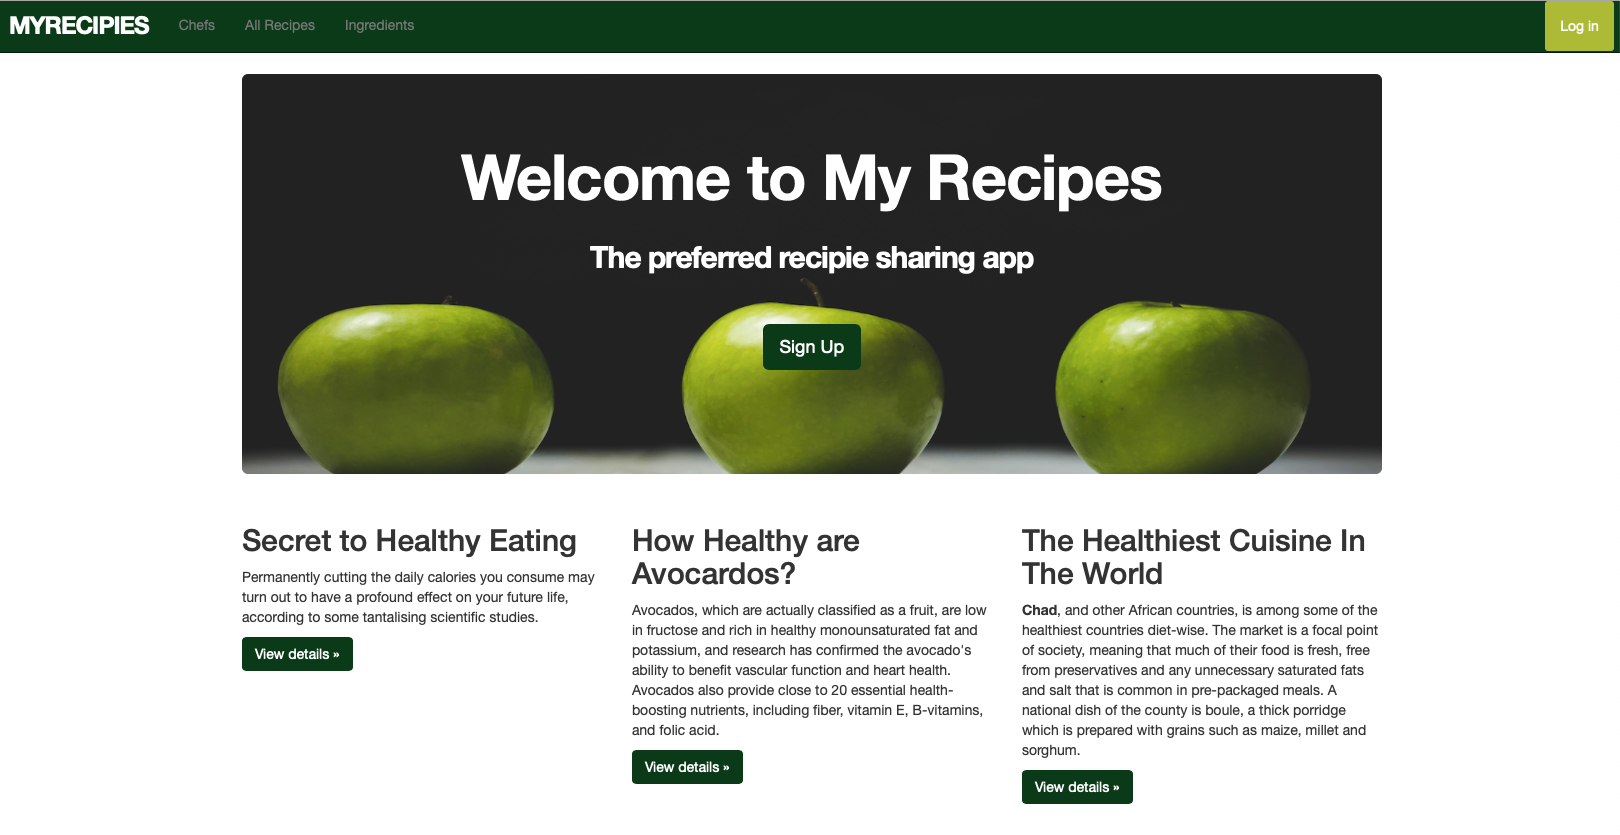 MYRECIPIES Chefs All Recipes Ingredients Log in
Welcome to My Recipes
The preferred recipie sharing app
Sign Up
Secret to Healthy Eating
Permanently cutting the daily calories you consume may
turn out to have a profound effect on your future life,
according to some tantalising scientific studies.
View details »
How Healthy are
Avocardos?
Avocados, which are actually classified as a fruit, are low
in fructose and rich in healthy monounsaturated fat and
potassium, and research has confirmed the avocado's
ability to benefit vascular function and heart health.
Avocados also provide close to 20 essential health-
boosting nutrients, including fiber, vitamin E, B-vitamins,
and folic acid.
View details »
The Healthiest Cuisine In
The World
Chad, and other African countries, is among some of the
healthiest countries diet-wise. The market is a focal point
of society, meaning that much of their food is fresh, free
from preservatives and any unnecessary saturated fats
and salt that is common in pre-packaged meals. A
national dish of the county is boule, a thick porridge
which is prepared with grains such as maize, millet and
sorghum.
View details »